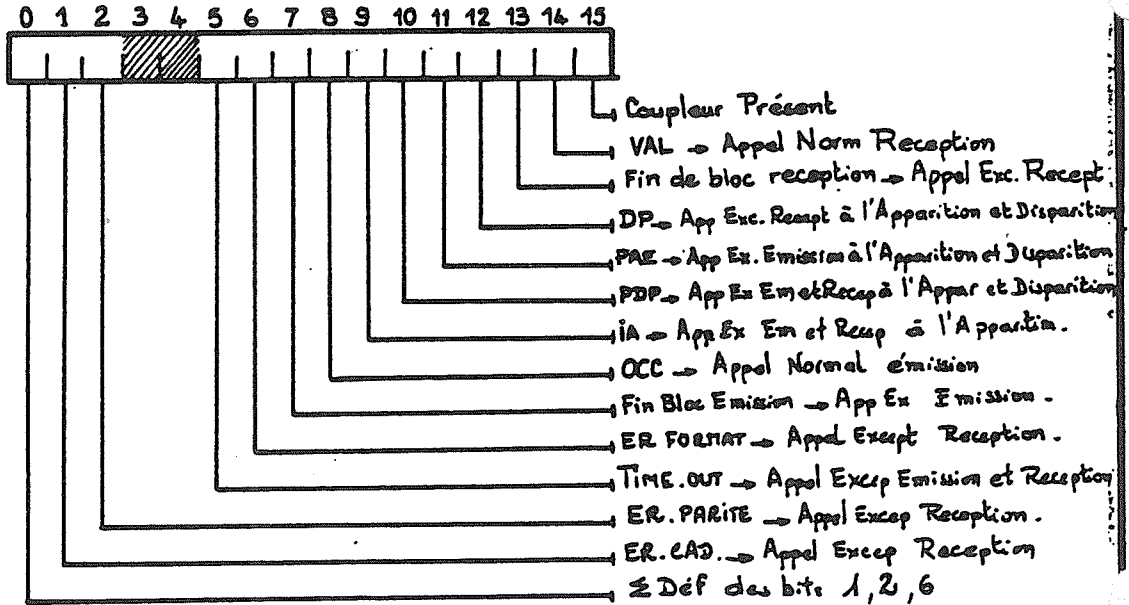 0 1 2 3 4 5 6 7 8 9 10 11 12 13 14 15
Coupleur Présent
VAL → Appel Norm Reception
Fin de bloc reception → Appel Exc. Recept.
DP → App Exc. Recept à l'Apparition et Disparition
PAE → App Ex. Emission à l'Apparition et Disparition
PDP → App Ex Em et Recep à l'Appar et Disparition
iA → App Ex Em et Recep à l'Apparition.
OCC → Appel Normal émission
Fin Bloc Emission → App Ex Emission.
ER FORMAT → Appel Except Reception.
TIME.OUT → Appel Excep Emission et Reception
ER.PARITE → Appel Excep Reception.
ER.CAD. → Appel Excep Reception
Σ Déf des bits 1, 2, 6